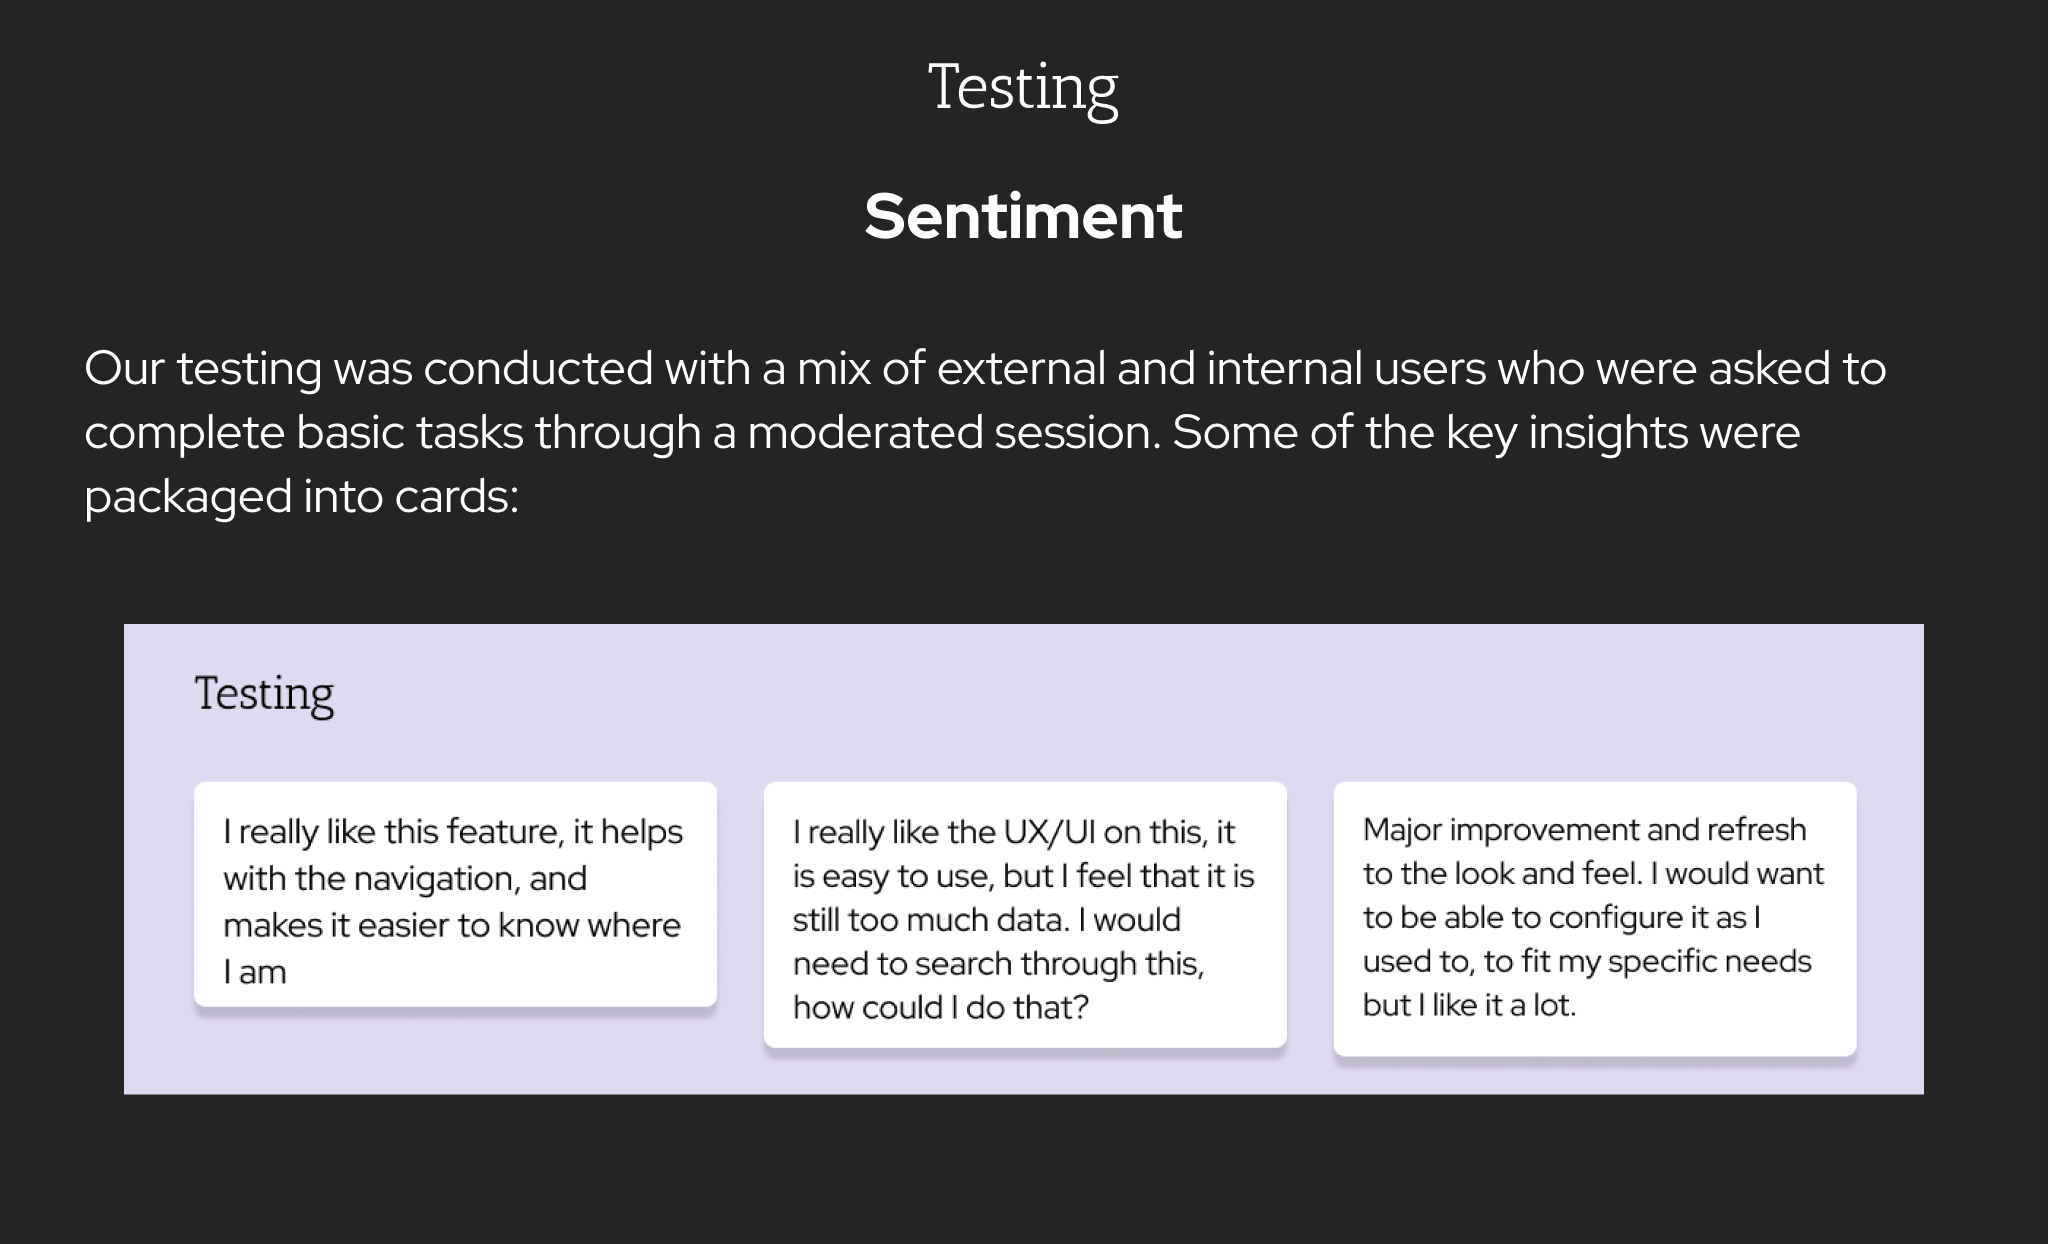 Testing
Sentiment
Our testing was conducted with a mix of external and internal users who were asked to
complete basic tasks through a moderated session. Some of the key insights were
packaged into cards:
Testing
I really like this feature, it helps
with the navigation, and
makes it easier to know where
I am
I really like the UX/UI on this, it
is easy to use, but I feel that it is
still too much data. I would
need to search through this,
how could I do that?
Major improvement and refresh
to the look and feel. I would want
to be able to configure it as I
used to, to fit my specific needs
but I like it a lot.